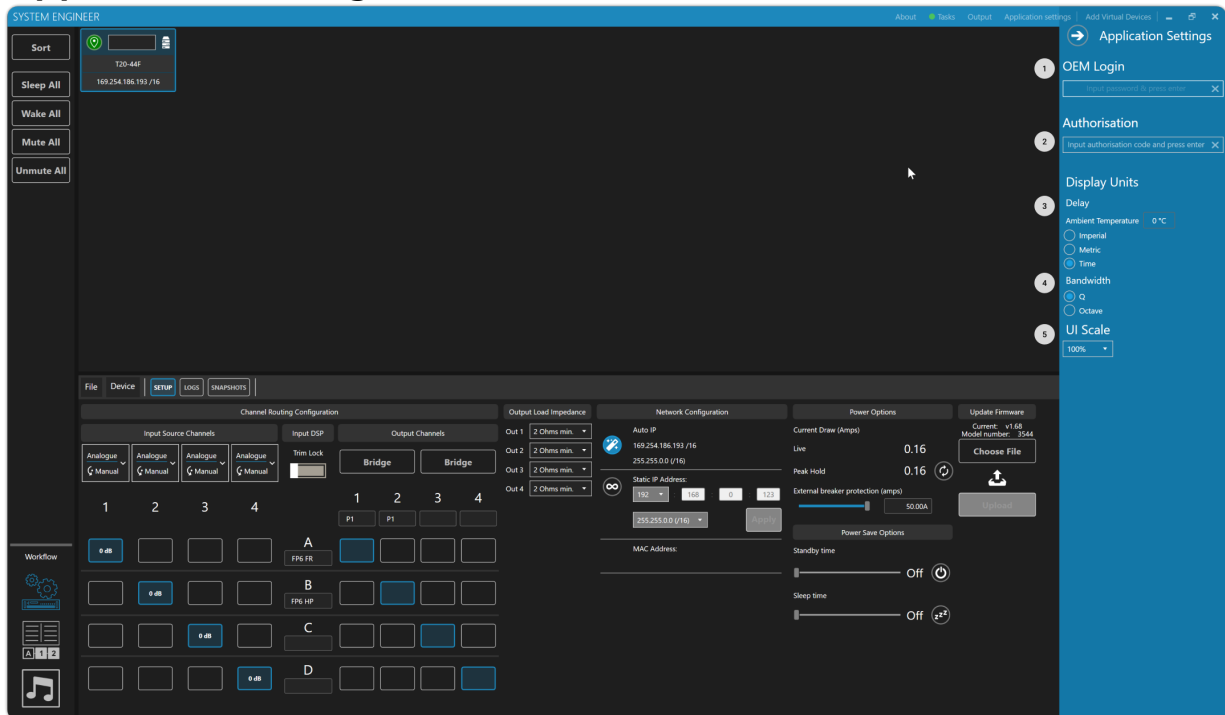 SYSTEM ENGINEER
About Tasks Output Application settings Add Virtual Devices
Sort
Sleep All
Wake All
Mute All
Unmute All
T20-44F
169.254.186.193 /16
Application Settings
1
OEM Login
Input password & press enter
2
Authorisation
Input authorisation code and press enter
Display Units
3
Delay
Ambient Temperature 0 °C
Imperial
Metric
Time
4
Bandwidth
Q
Octave
5
UI Scale
100%
File Device SETUP LOGS SNAPSHOTS
Channel Routing Configuration
Input Source Channels Input DSP Output Channels
Analogue Analogue Analogue Analogue
Manual Manual Manual Manual
Trim Lock
Bridge Bridge
1 2 3 4
1 2 3 4
P1 P1
0 dB A
FP6 FR
0 dB B
FP6 HP
0 dB C
0 dB D
Output Load Impedance
Out 1 2 Ohms min.
Out 2 2 Ohms min.
Out 3 2 Ohms min.
Out 4 2 Ohms min.
Network Configuration
Auto IP
169.254.186.193 /16
255.255.0.0 (/16)
Static IP Address:
192 168 0 123
255.255.0.0 (/16) Apply
MAC Address:
Power Options
Current Draw (Amps)
Live 0.16
Peak Hold 0.16
External breaker protection (amps)
50.00A
Power Save Options
Standby time
Off
Sleep time
Off zzz
Update Firmware
Current: v1.68
Model number: 3544
Choose File
Upload
Workflow
A 1 2